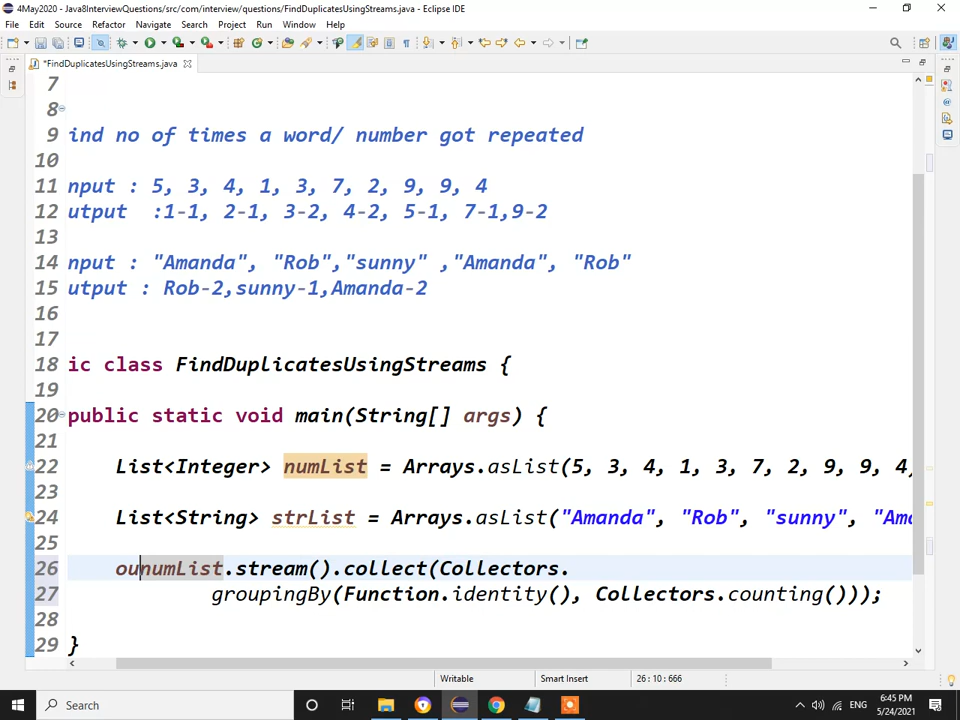 4May2020 - Java8InterviewQuestions/src/com/interview/questions/FindDuplicatesUsingStreams.java - Eclipse IDE
File Edit Source Refactor Navigate Search Project Run Window Help
*FindDuplicatesUsingStreams.java
7
8
9 ind no of times a word/ number got repeated
10
11 nput : 5, 3, 4, 1, 3, 7, 2, 9, 9, 4
12 utput  :1-1, 2-1, 3-2, 4-2, 5-1, 7-1,9-2
13
14 nput : "Amanda", "Rob","sunny" ,"Amanda", "Rob"
15 utput : Rob-2,sunny-1,Amanda-2
16
17
18 ic class FindDuplicatesUsingStreams {
19
20 public static void main(String[] args) {
21
22 List<Integer> numList = Arrays.asList(5, 3, 4, 1, 3, 7, 2, 9, 9, 4,
23
24 List<String> strList = Arrays.asList("Amanda", "Rob", "sunny", "Ama
25
26 ounumList.stream().collect(Collectors.
27 groupingBy(Function.identity(), Collectors.counting()));
28
29 }
Writable Smart Insert 26 : 10 : 666
Search
ENG
6:45 PM
5/24/2021